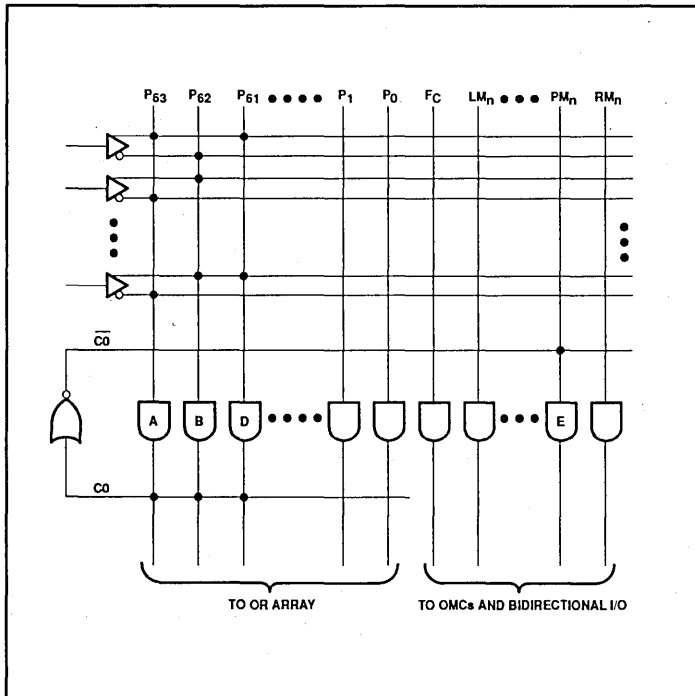 P63 P62 P61 P1 P0 FC LMn PMn RMn
C0
A B D E
C0
TO OR ARRAY TO OMCs AND BIDIRECTIONAL I/O